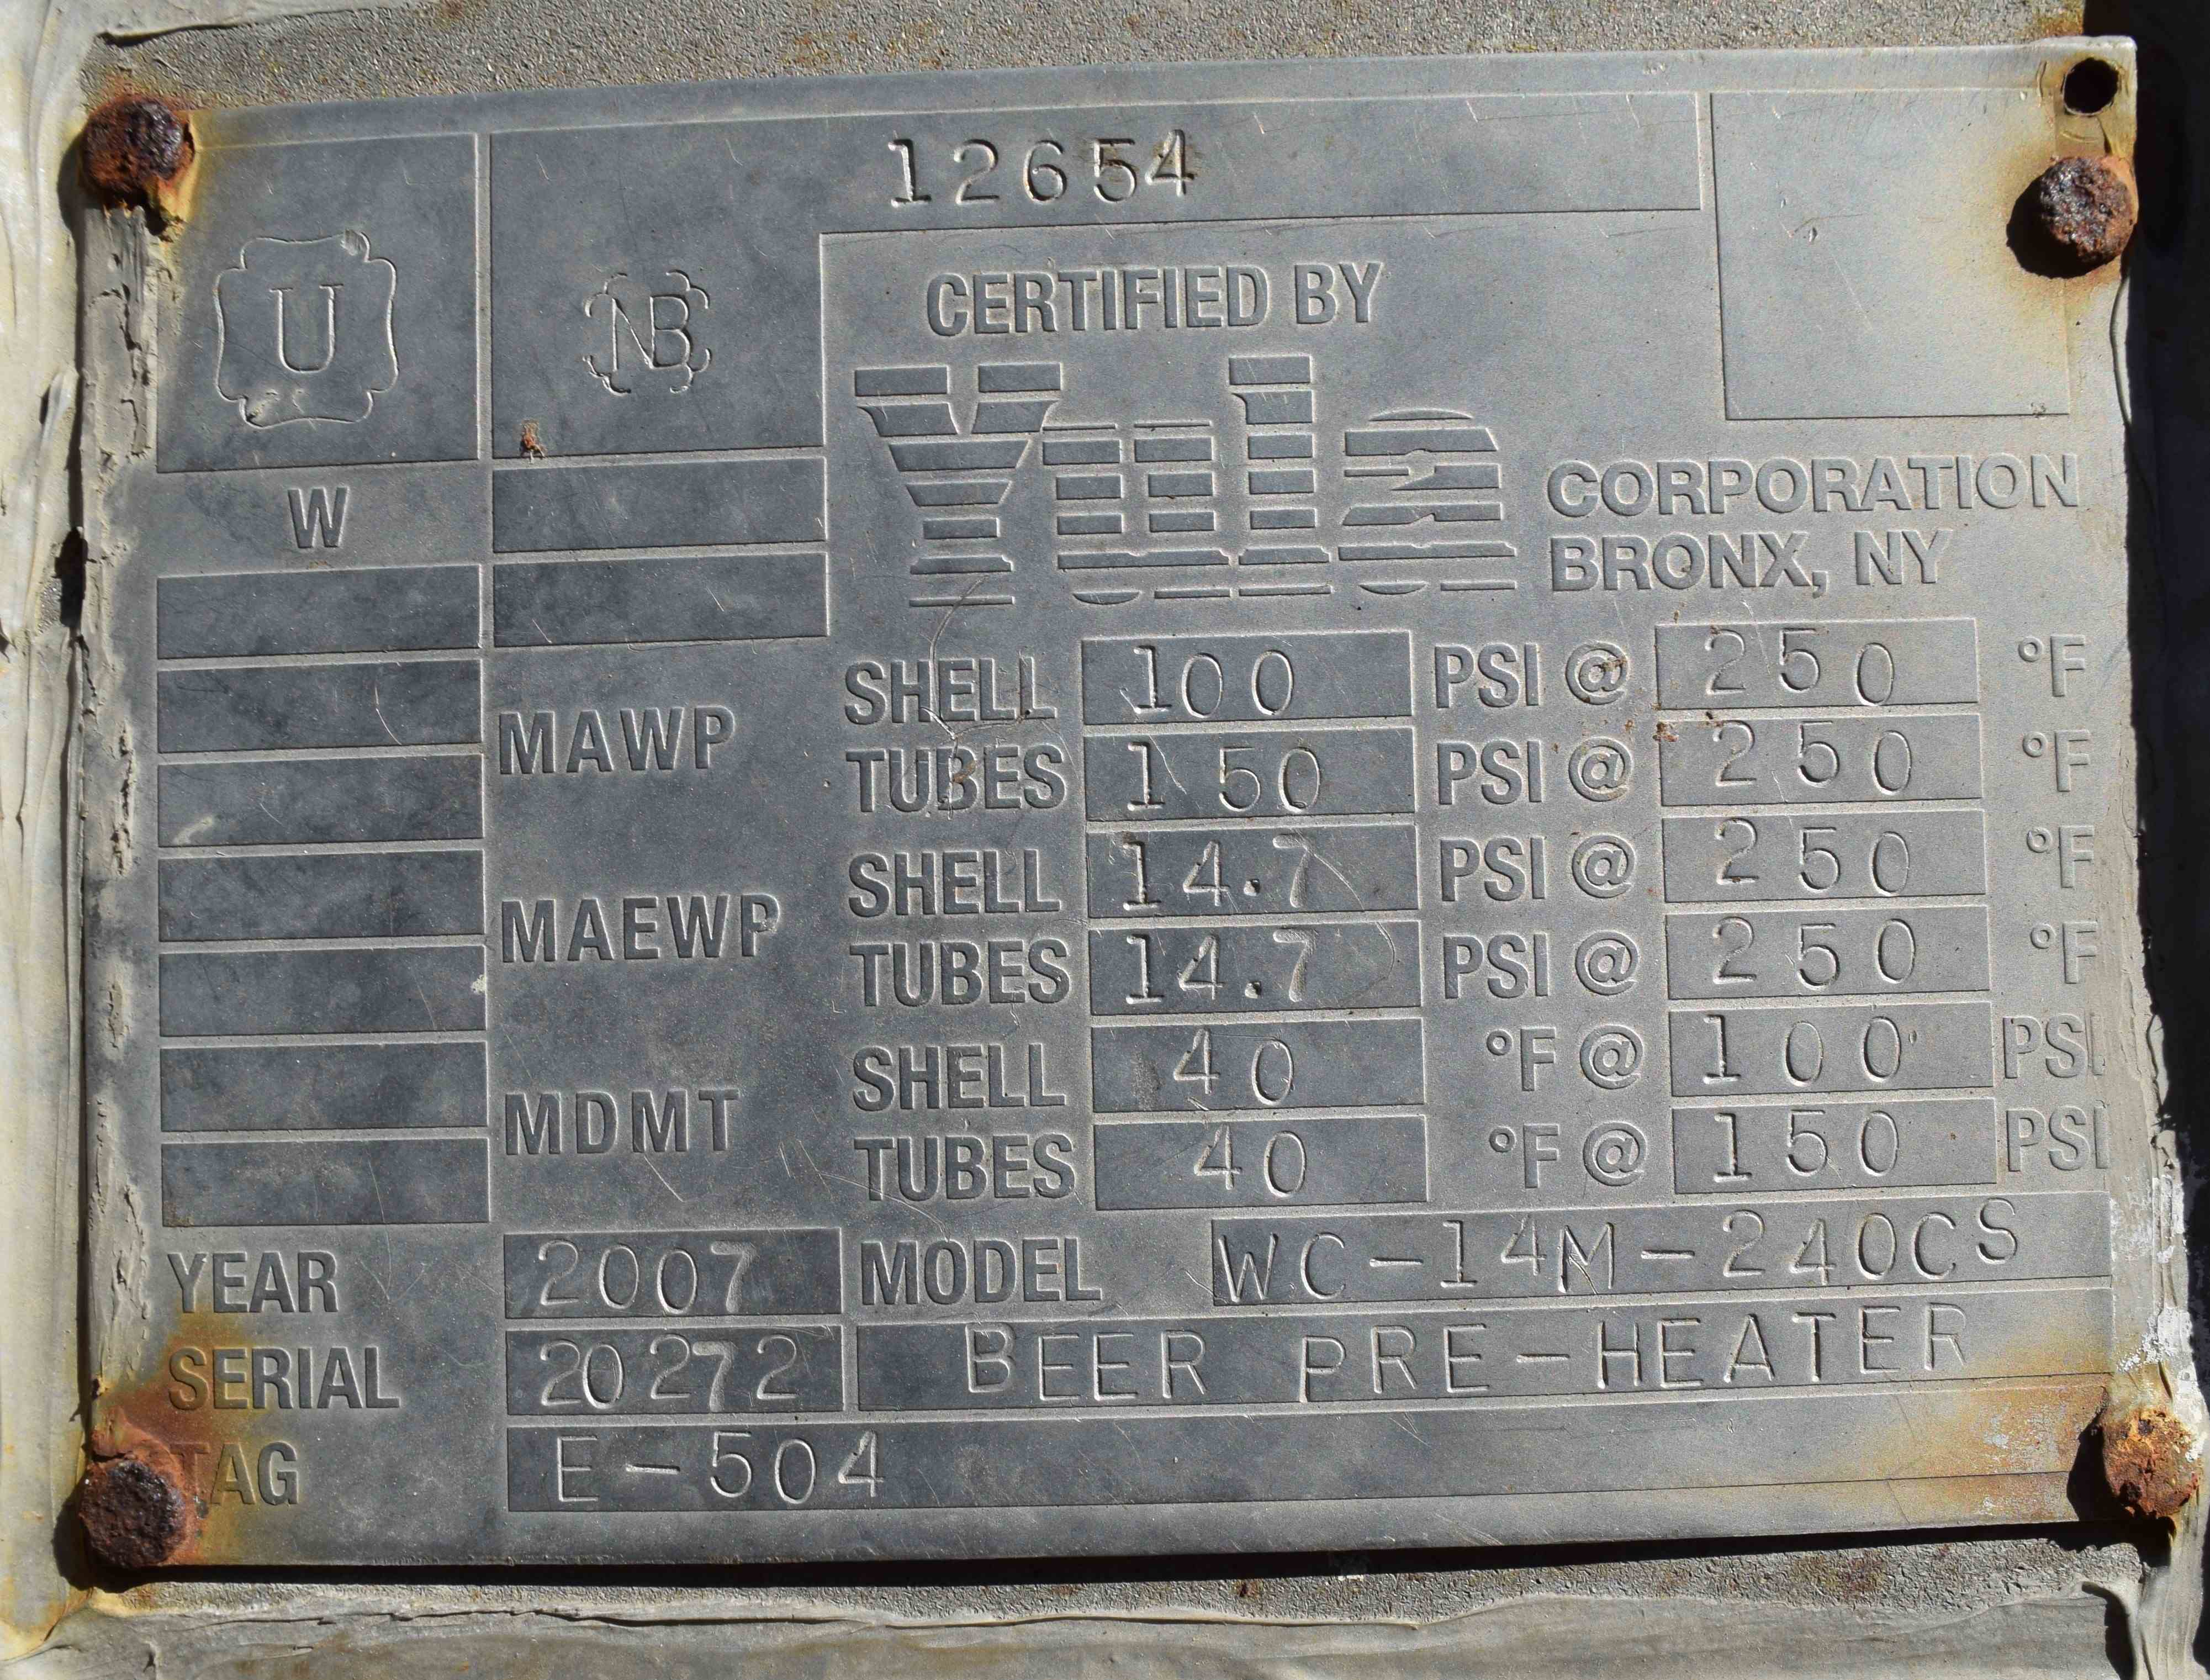 12654
U
NB
CERTIFIED BY
Yula
CORPORATION
BRONX, NY
W
MAWP
SHELL 100 PSI @ 250 °F
TUBES 150 PSI @ 250 °F
MAEWP
SHELL 14.7 PSI @ 250 °F
TUBES 14.7 PSI @ 250 °F
MDMT
SHELL 40 °F @ 100 PSI
TUBES 40 °F @ 150 PSI
YEAR 2007 MODEL WC-14M-240CS
SERIAL 20272 BEER PRE-HEATER
TAG E-504